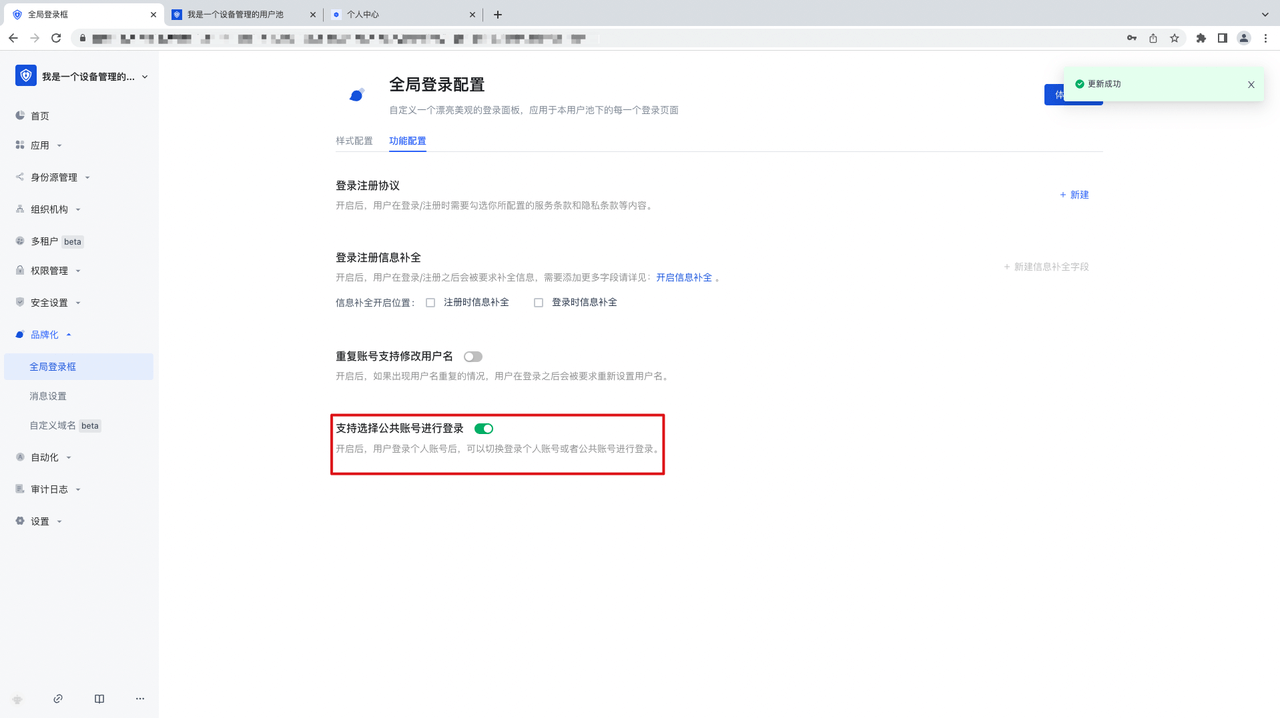 全局登录框
我是一个设备管理的用户池
个人中心
我是一个设备管理的...
首页
应用
身份源管理
组织机构
多租户 beta
权限管理
安全设置
品牌化
全局登录框
消息设置
自定义域名 beta
自动化
审计日志
设置
全局登录配置
自定义一个漂亮美观的登录面板，应用于本用户池下的每一个登录页面
体
更新成功
样式配置
功能配置
登录注册协议
+ 新建
开启后，用户在登录/注册时需要勾选你所配置的服务条款和隐私条款等内容。
登录注册信息补全
+ 新建信息补全字段
开启后，用户在登录/注册之后会被要求补全信息，需要添加更多字段请详见：开启信息补全 。
信息补全开启位置： 注册时信息补全 登录时信息补全
重复账号支持修改用户名
开启后，如果出现用户名重复的情况，用户在登录之后会被要求重新设置用户名。
支持选择公共账号进行登录
开启后，用户登录个人账号后，可以切换登录个人账号或者公共账号进行登录。